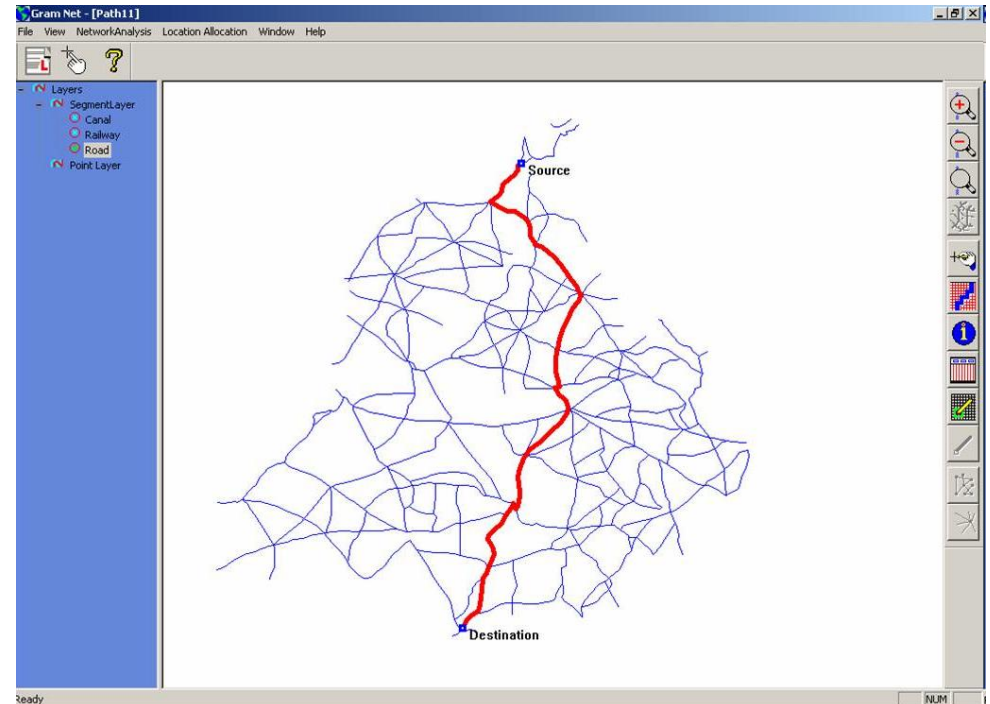 Gram Net - [Path11]
File View NetworkAnalysis Location Allocation Window Help
L
Layers
SegmentLayer
Canal
Railway
Road
Point Layer
Source
Destination
Ready
NUM